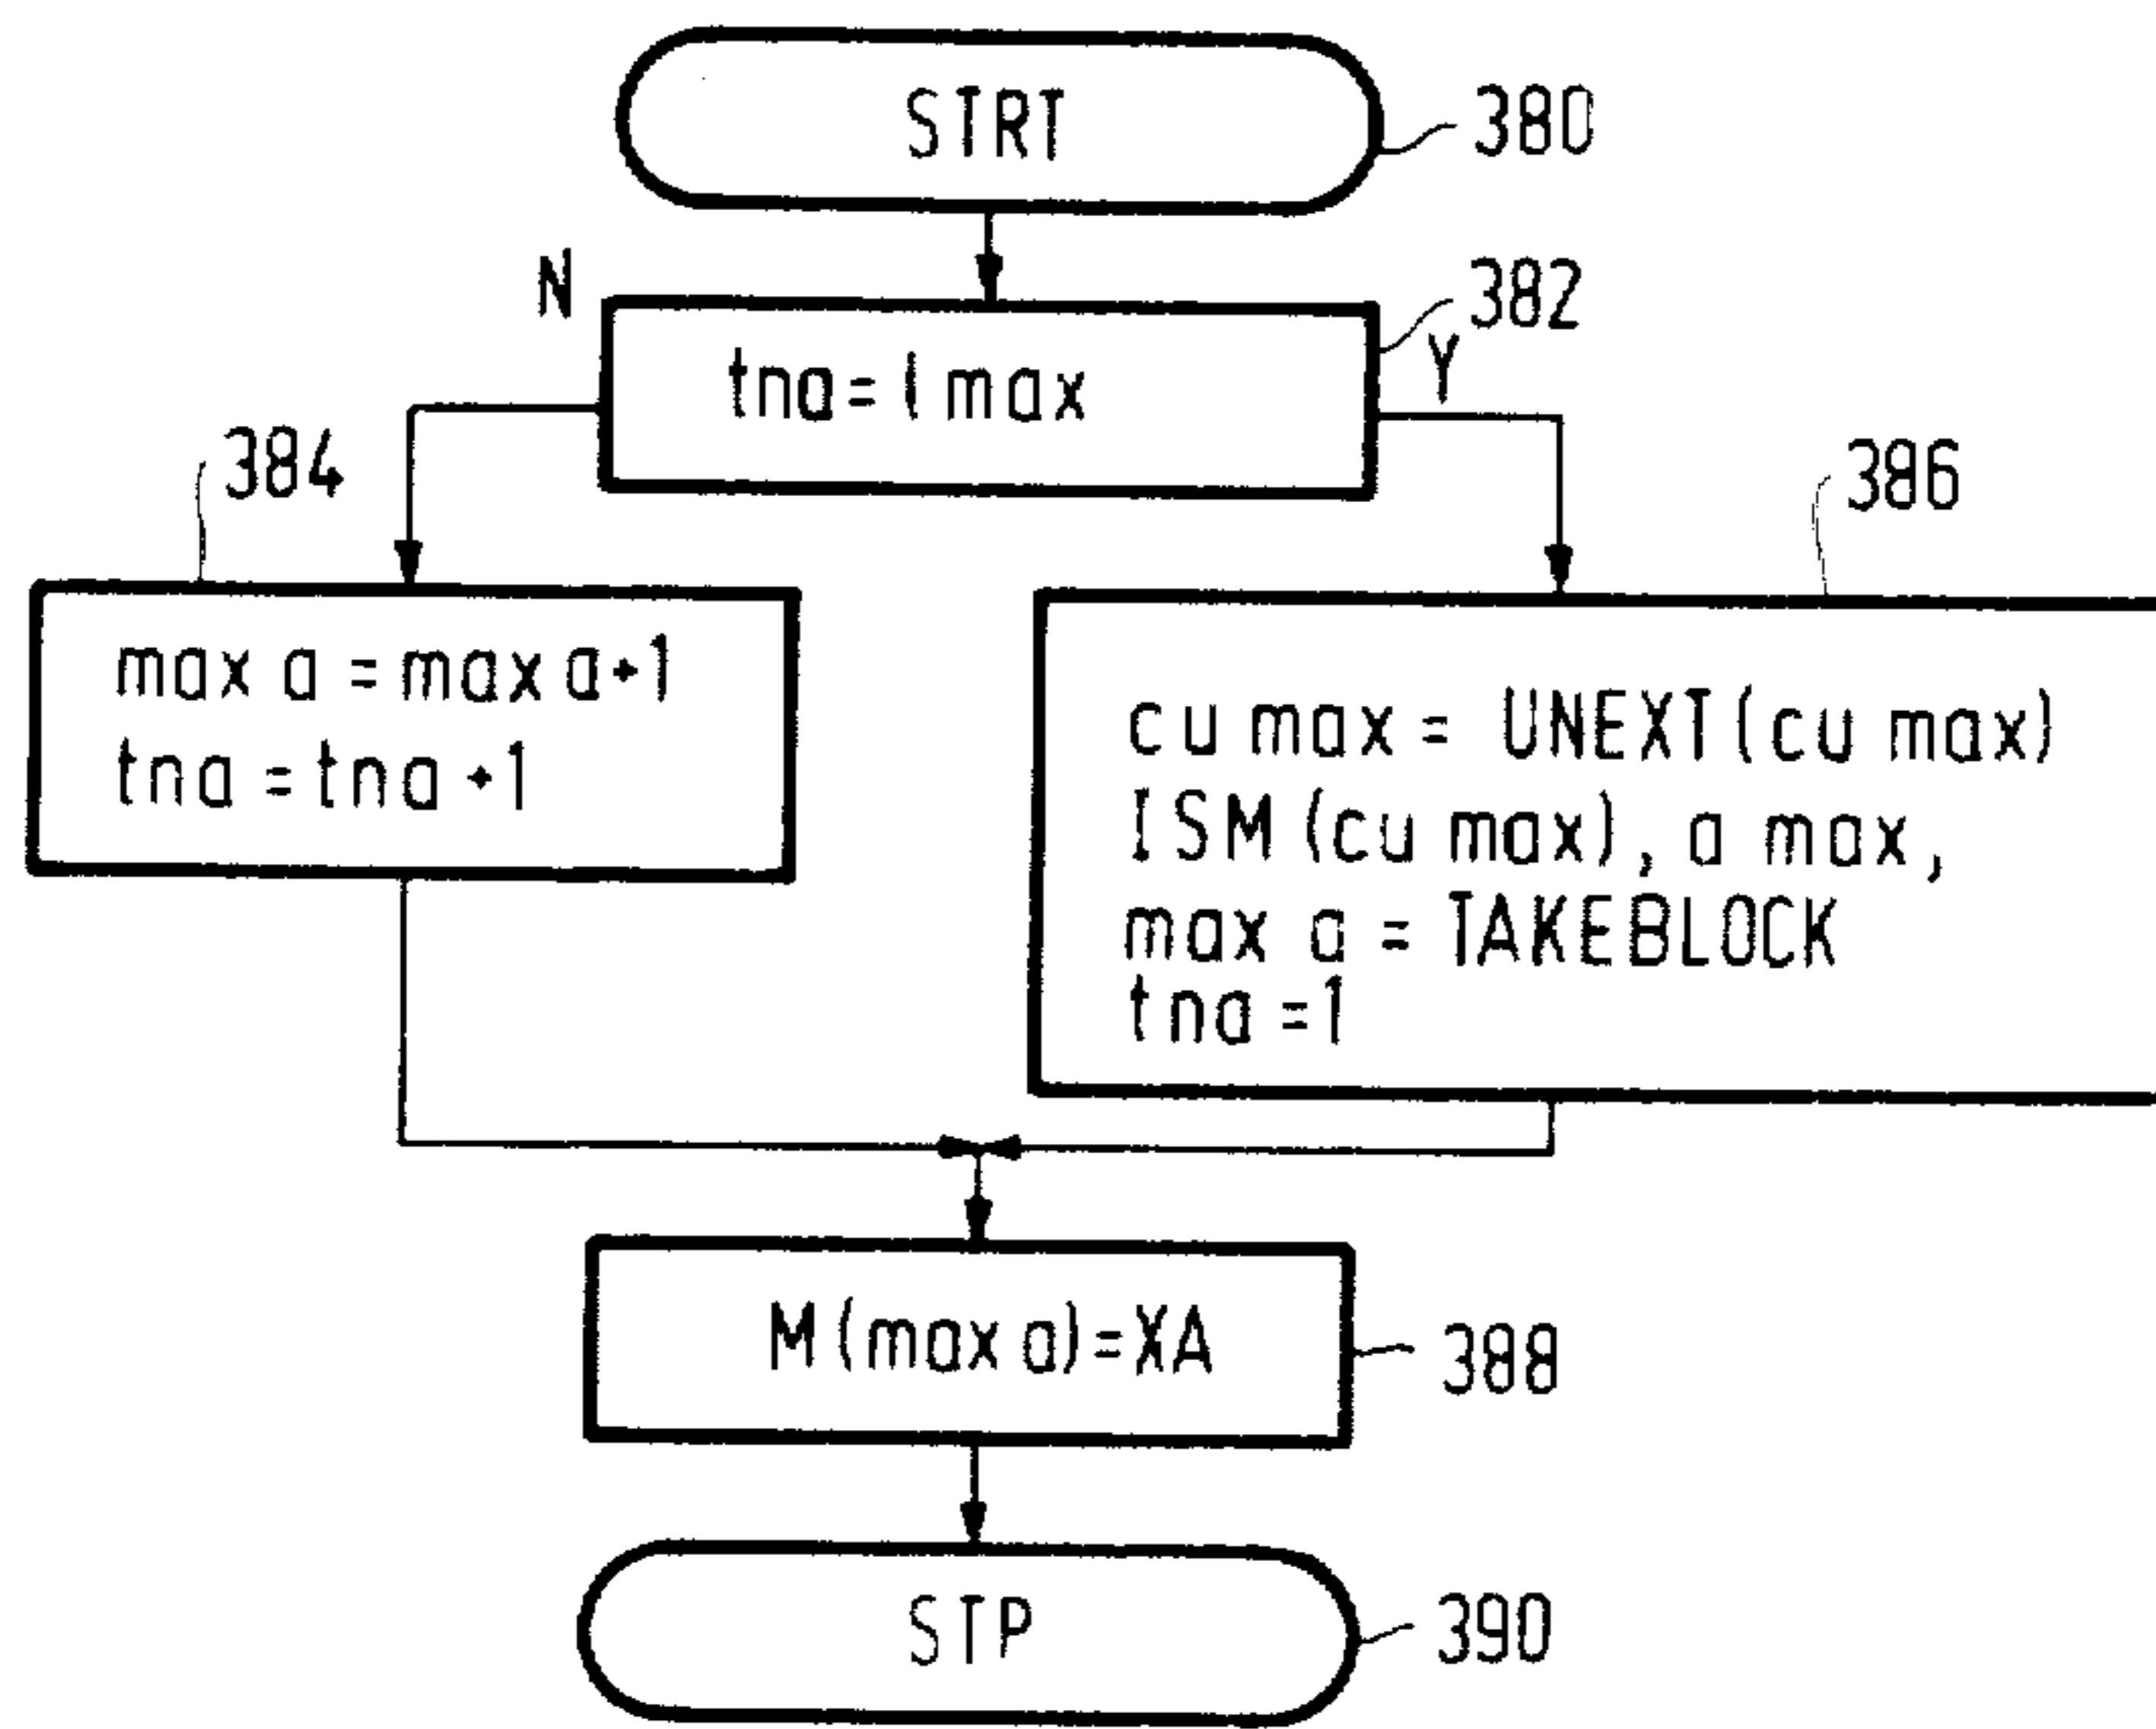 STRT
380
N
382
tna = l max
Y
384
386
max a = max a+1
tna = tna+1
cu max = UNEXT(cu max)
ISM (cu max), a max,
max a = TAKEBLOCK
tna = 1
M(max a)=XA
388
STP
390